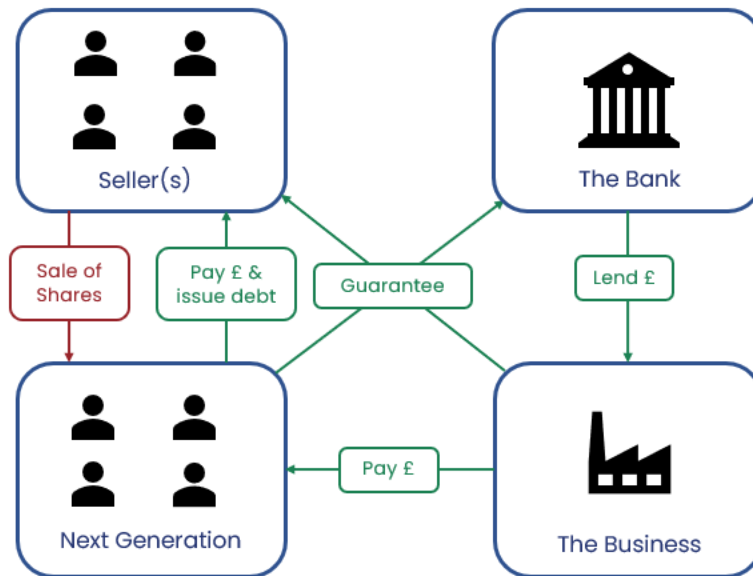 Seller(s)
The Bank
Sale of
Shares
Pay £ &
issue debt
Guarantee
Lend £
Pay £
Next Generation
The Business